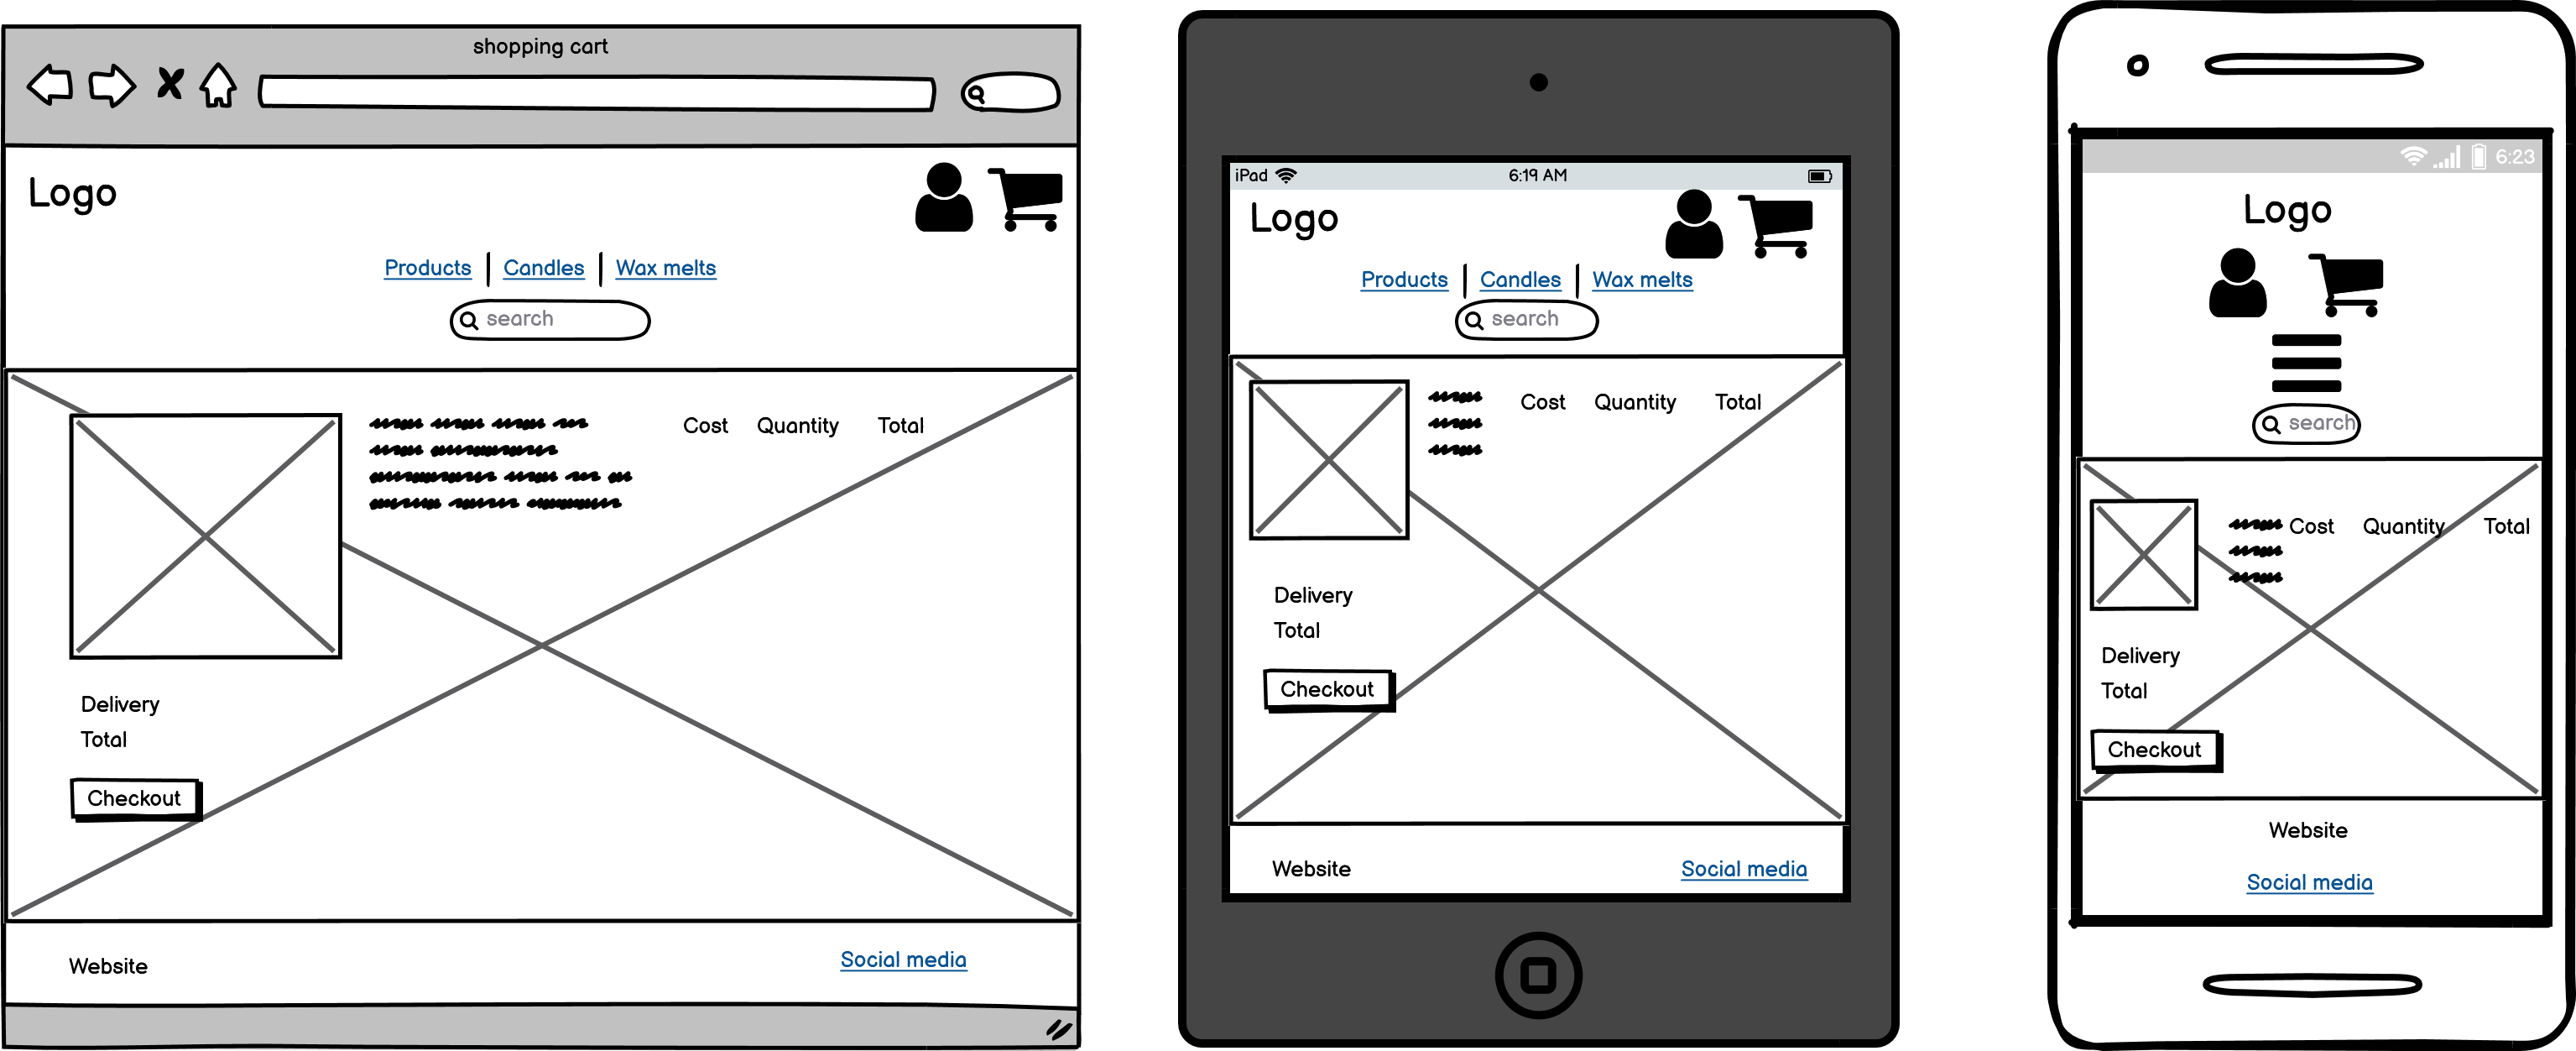 shopping cart
Logo
Products Candles Wax melts
search
Cost Quantity Total
Delivery
Total
Checkout
Website Social media
iPad 6:19 AM
Logo
Products Candles Wax melts
search
Cost Quantity Total
Delivery
Total
Checkout
Website Social media
6:23
Logo
search
Cost Quantity Total
Delivery
Total
Checkout
Website
Social media